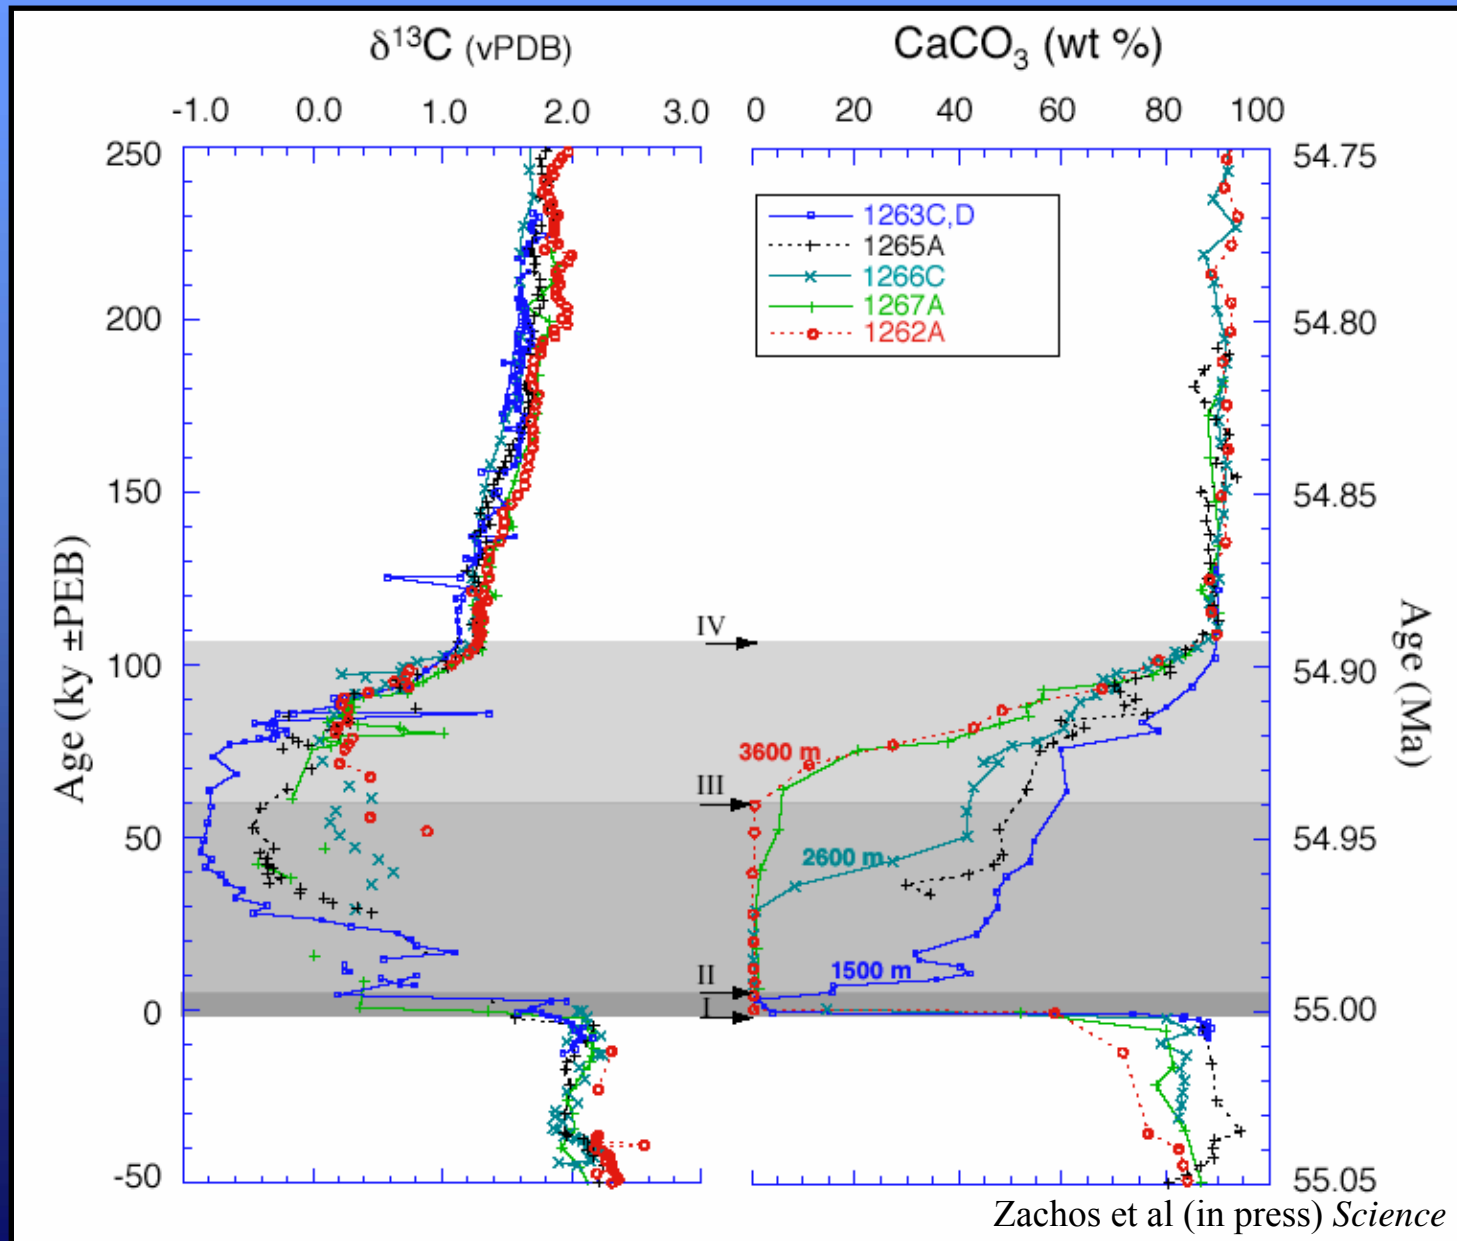 δ¹³C (vPDB)
CaCO₃ (wt %)
-1.0 0.0 1.0 2.0 3.0
0 20 40 60 80 100
250
200
150
100
50
0
-50
Age (ky ±PEB)
1263C,D
1265A
1266C
1267A
1262A
IV
III
II
I
3600 m
2600 m
1500 m
54.75
54.80
54.85
54.90
54.95
55.00
55.05
Age (Ma)
Zachos et al (in press) Science